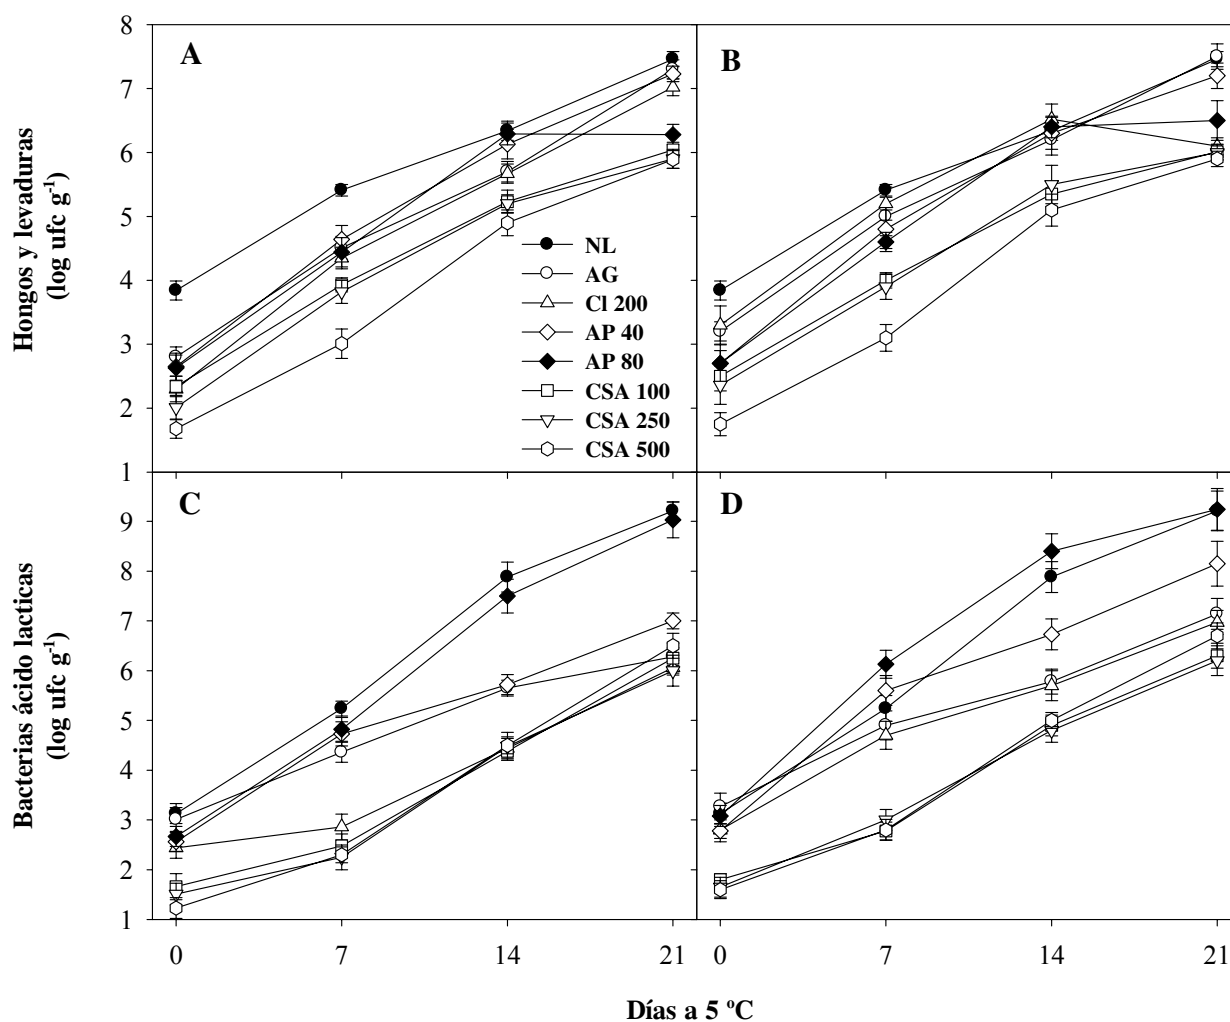 A
B
8
7
6
5
4
3
2
1
Hongos y levaduras
(log ufc g⁻¹)
NL
AG
Cl 200
AP 40
AP 80
CSA 100
CSA 250
CSA 500
C
D
9
8
7
6
5
4
3
2
1
Bacterias ácido lacticas
(log ufc g⁻¹)
0 7 14 21 0 7 14 21
Días a 5 ºC